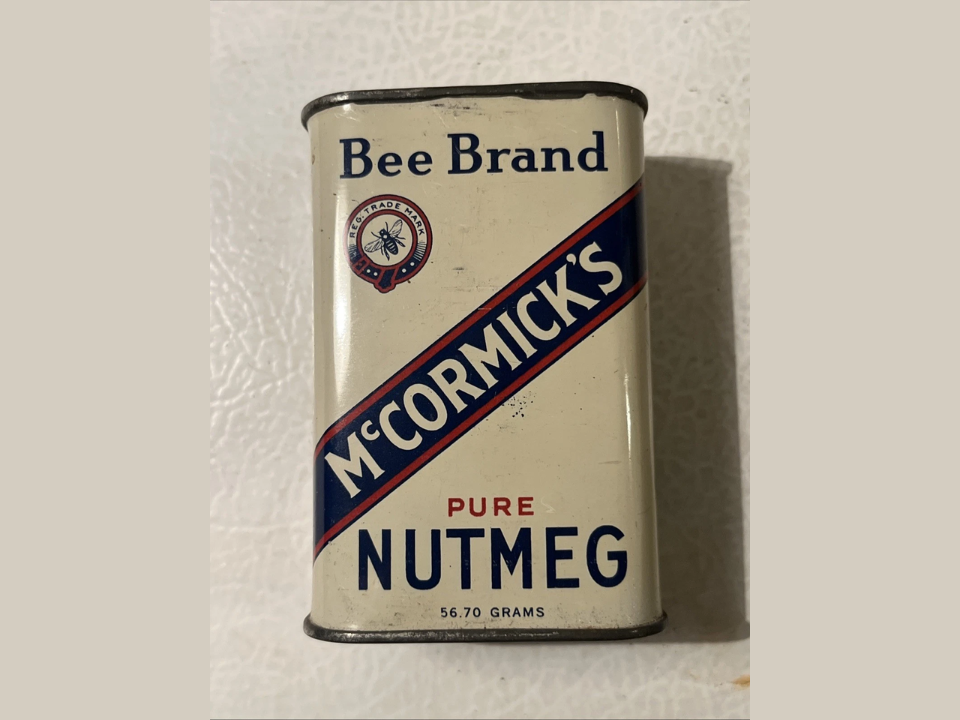 Bee Brand
REG. TRADE MARK
McCORMICK'S
PURE
NUTMEG
56.70 GRAMS